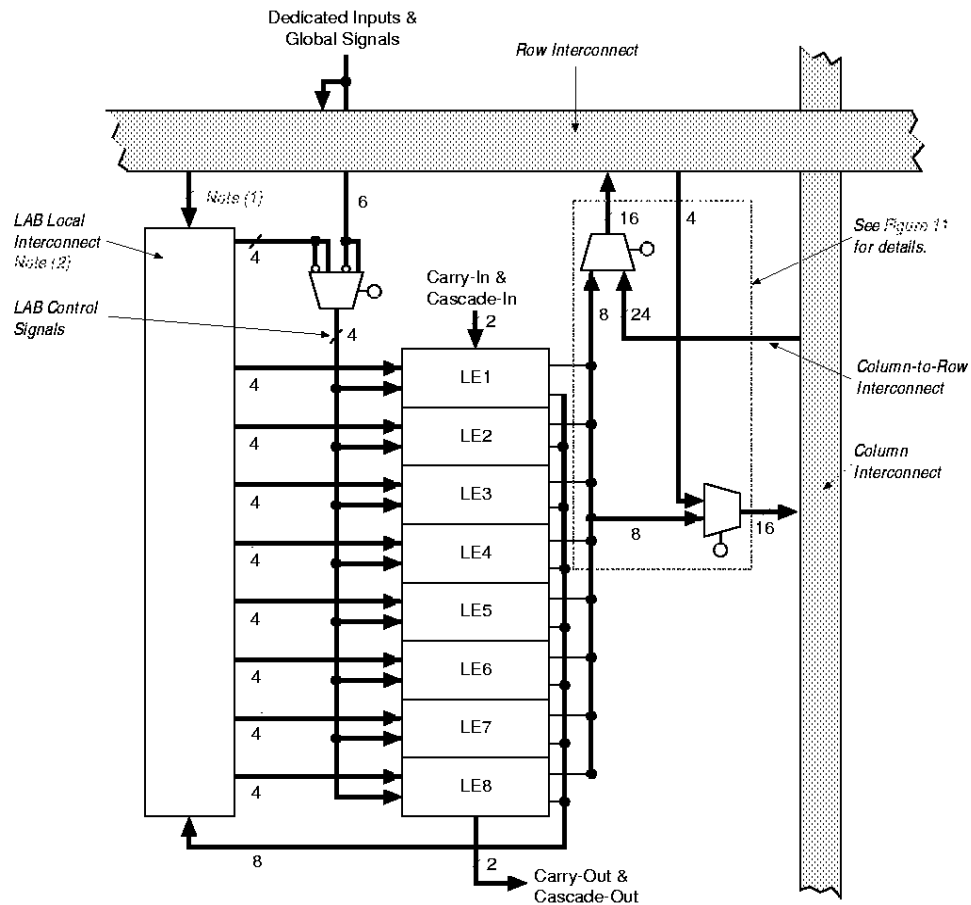 Dedicated Inputs &
Global Signals
Row Interconnect
Note (1)
6
16
4
LAB Local
Interconnect
Note (2)
4
See Figure 11
for details.
Carry-In &
Cascade-In
2
8
24
LAB Control
Signals
4
Column-to-Row
Interconnect
LE1
4
LE2
4
Column
Interconnect
LE3
4
LE4
4
8
16
LE5
4
LE6
4
LE7
4
LE8
4
8
2
Carry-Out &
Cascade-Out